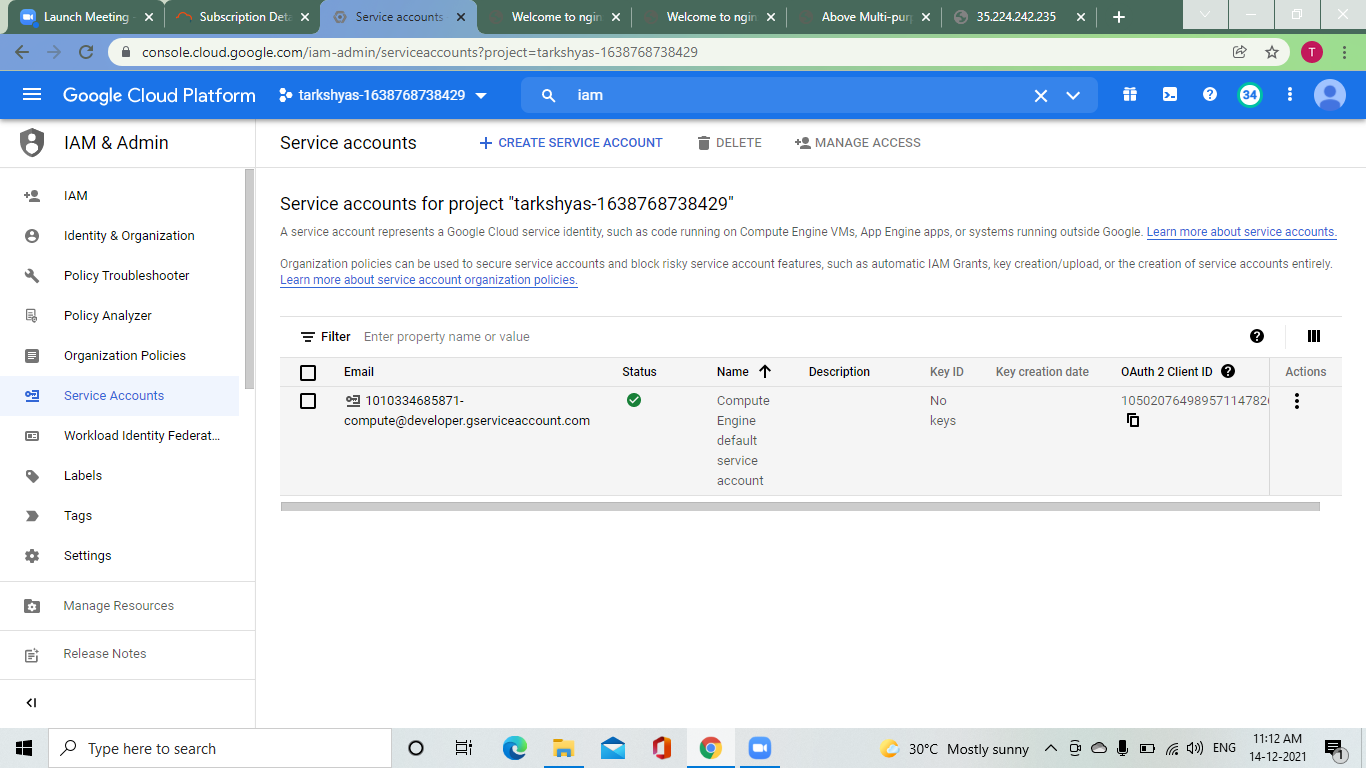 Launch Meeting
Subscription Deta
Service accounts
Welcome to ngin
Welcome to ngin
Above Multi-pur
35.224.242.235
console.cloud.google.com/iam-admin/serviceaccounts?project=tarkshyas-1638768738429
T
Google Cloud Platform
tarkshyas-1638768738429
iam
34
IAM & Admin
Service accounts
CREATE SERVICE ACCOUNT
DELETE
MANAGE ACCESS
IAM
Identity & Organization
Policy Troubleshooter
Policy Analyzer
Organization Policies
Service Accounts
Workload Identity Federat...
Labels
Tags
Settings
Manage Resources
Release Notes
Service accounts for project "tarkshyas-1638768738429"
A service account represents a Google Cloud service identity, such as code running on Compute Engine VMs, App Engine apps, or systems running outside Google. Learn more about service accounts.
Organization policies can be used to secure service accounts and block risky service account features, such as automatic IAM Grants, key creation/upload, or the creation of service accounts entirely.
Learn more about service account organization policies.
Filter Enter property name or value
Email Status Name Description Key ID Key creation date OAuth 2 Client ID Actions
1010334685871-
compute@developer.gserviceaccount.com
Compute
Engine
default
service
account
No
keys
105020764989571147826
Type here to search
30°C Mostly sunny
ENG
11:12 AM
14-12-2021
1